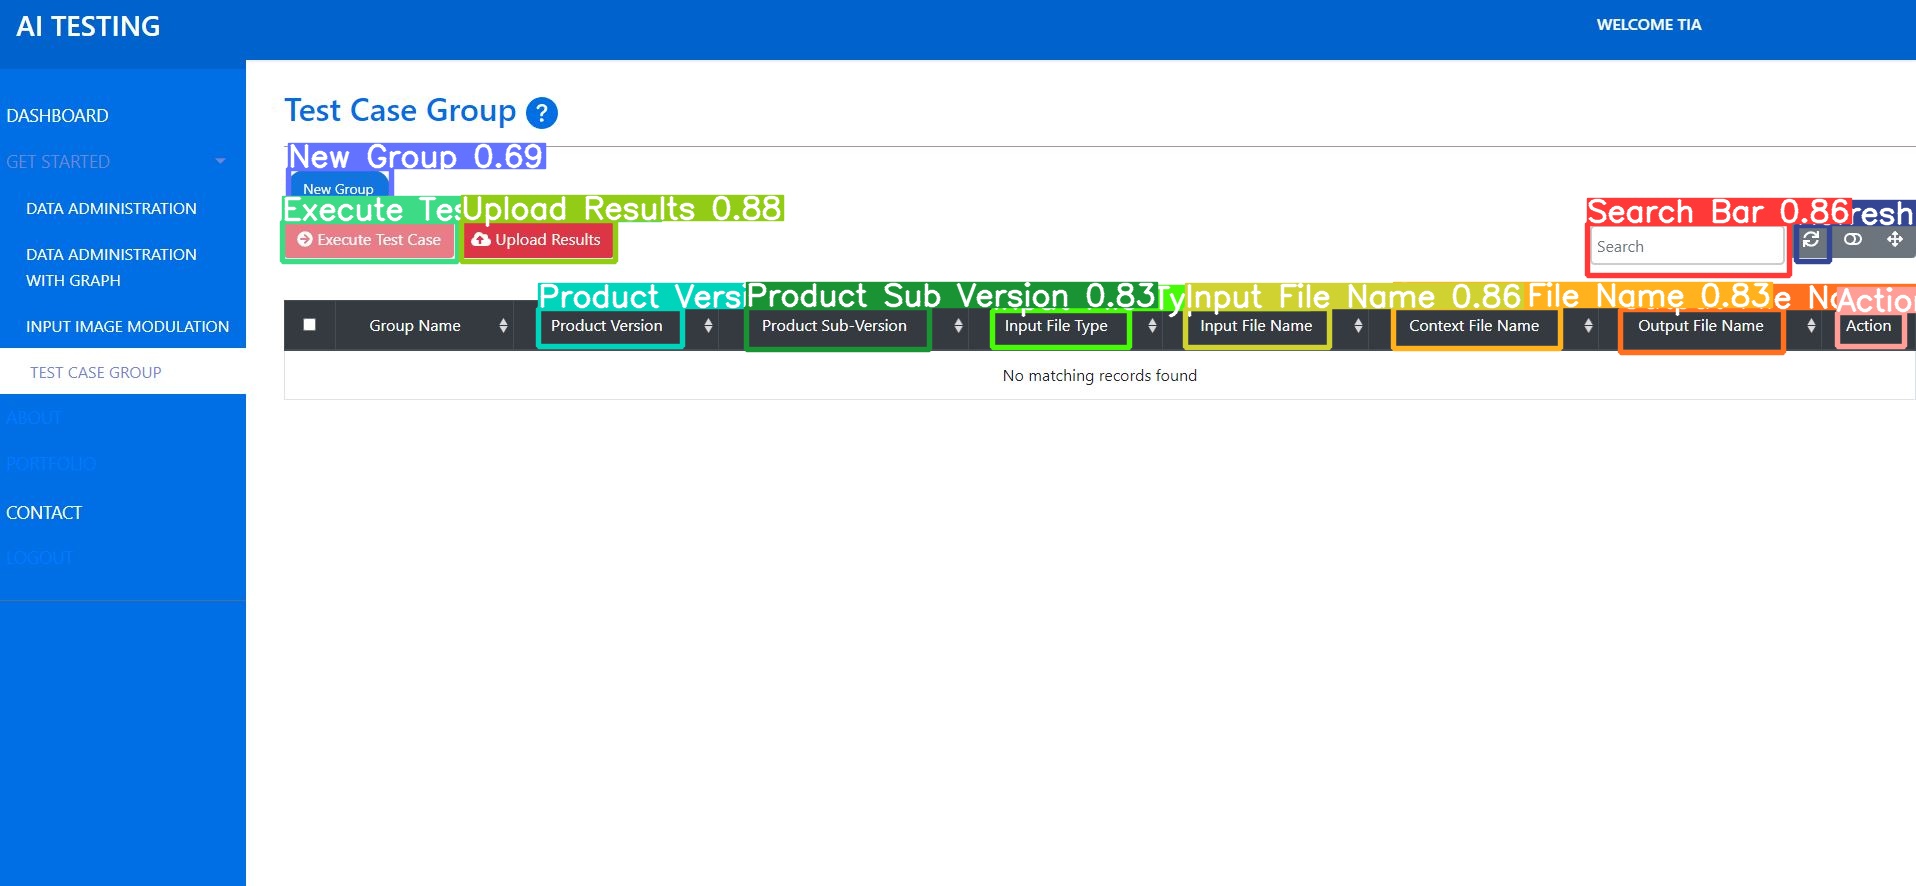 AI TESTING
WELCOME TIA
DASHBOARD
GET STARTED
DATA ADMINISTRATION
DATA ADMINISTRATION
WITH GRAPH
INPUT IMAGE MODULATION
TEST CASE GROUP
ABOUT
PORTFOLIO
CONTACT
LOGOUT
Test Case Group ?
New Group 0.69
New Group
Execute Tes Upload Results 0.88
Search Bar 0.86 resh
Execute Test Case Upload Results
Search
Product Versi Product Sub Version 0.83 Ty Input File Name 0.86 File Name 0.83 e Na Action
Group Name Product Version Product Sub-Version Input File Type Input File Name Context File Name Output File Name Action
No matching records found